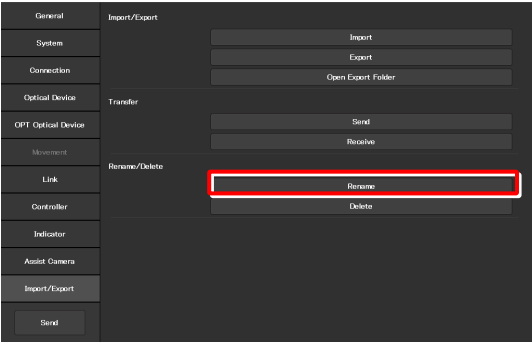 General
System
Connection
Optical Device
OPT Optical Device
Movement
Link
Controller
Indicator
Assist Camera
Import/Export
Send
Import/Export
Import
Export
Open Export Folder
Transfer
Send
Receive
Rename/Delete
Rename
Delete